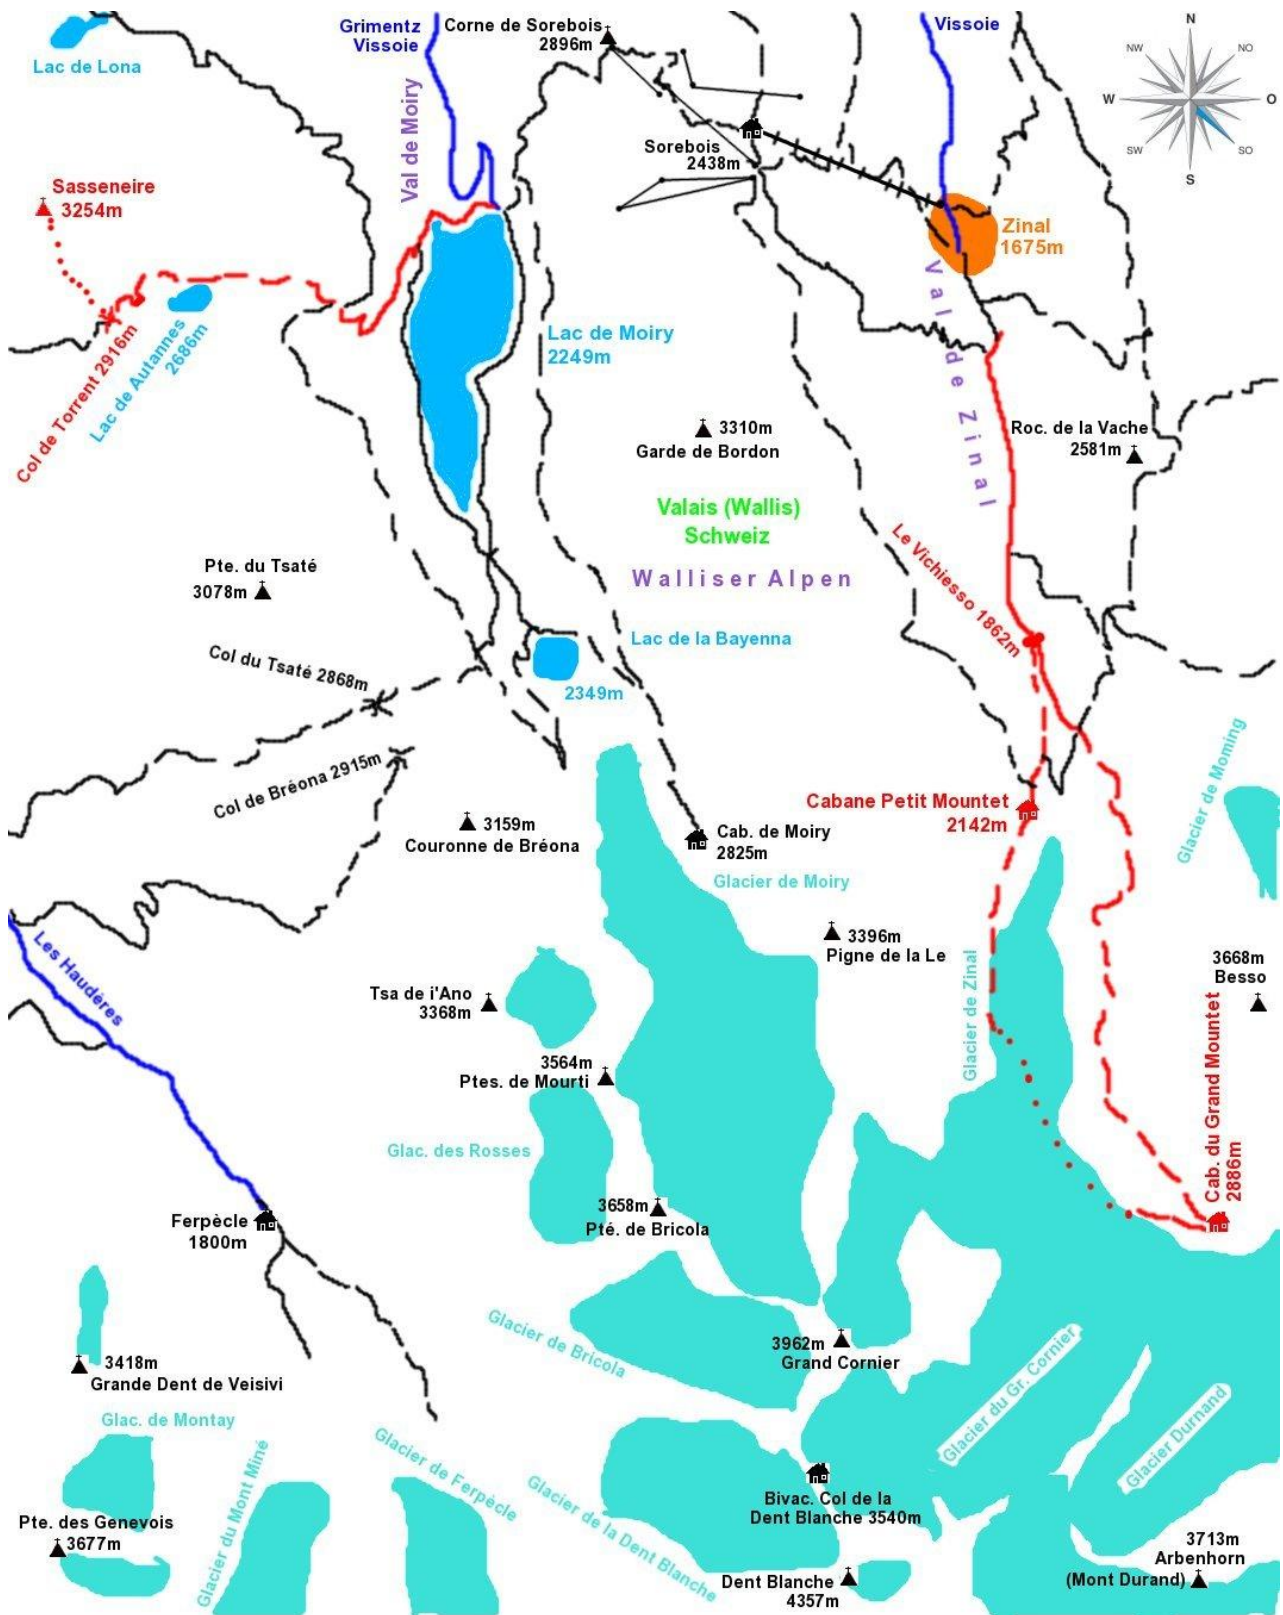 Grimentz
Vissoie
Corne de Sorebois
2896m
Vissoie
N
NW
NO
W
O
SW
SO
S
Lac de Lona
Val de Moiry
Sorebois
2438m
Sasseneire
3254m
Zinal
1675m
Val de Zinal
Col de Torrent 2916m
Lac de Autannes
2686m
Lac de Moiry
2249m
3310m
Garde de Bordon
Roc. de la Vache
2581m
Valais (Wallis)
Schweiz
Walliser Alpen
Le Vichiesso 1862m
Pte. du Tsaté
3078m
Lac de la Bayenna
2349m
Col du Tsaté 2868m
Col de Bréona 2915m
Glacier de Moming
Cabane Petit Mountet
2142m
3159m
Couronne de Bréona
Cab. de Moiry
2825m
Glacier de Moiry
3396m
Pigne de la Le
Les Haudères
Glacier de Zinal
3668m
Besso
Tsa de i'Ano
3368m
3564m
Ptes. de Mourti
Cab. du Grand Mountet
2886m
Glac. des Rosses
3658m
Pté. de Bricola
Ferpècle
1800m
Glacier de Bricola
3962m
Grand Cornier
Glacier du Gr. Cornier
3418m
Grande Dent de Veisivi
Glac. de Montay
Glacier du Mont Miné
Glacier de Ferpècle
Glacier de la Dent Blanche
Glacier Durnand
Bivac. Col de la
Dent Blanche 3540m
Pte. des Genevois
3677m
3713m
Arbenhorn
(Mont Durand)
Dent Blanche
4357m